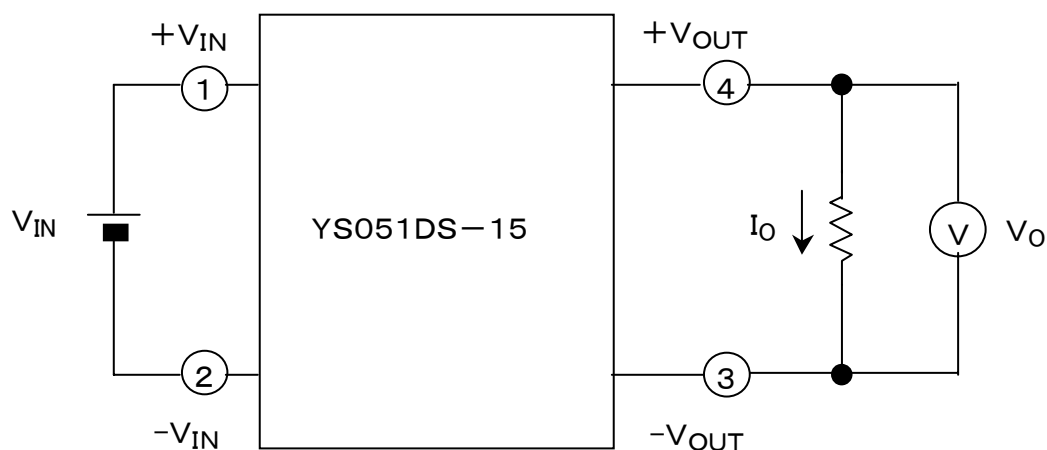 +VIN
+VOUT
1
4
VIN
YS051DS-15
IO
V
VO
2
3
-VIN
-VOUT